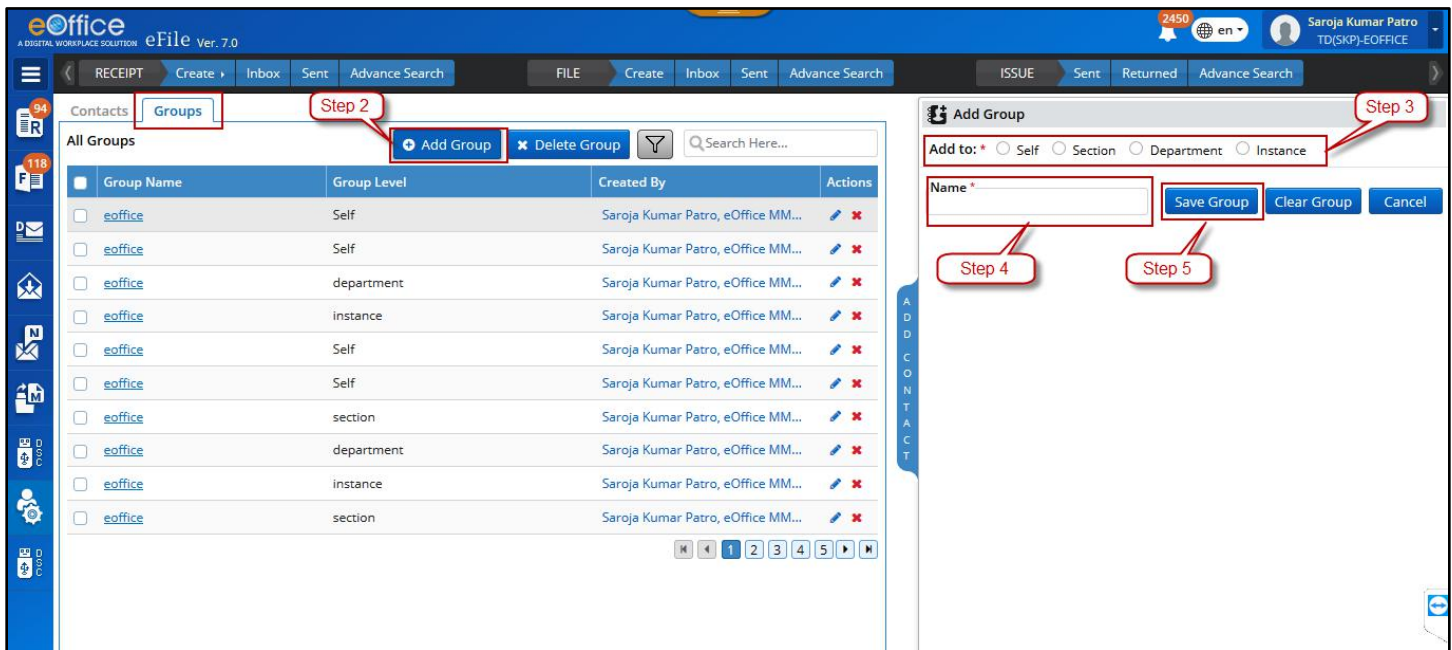 eOffice
A DIGITAL WORKPLACE SOLUTION eFile Ver. 7.0
2450
en
Saroja Kumar Patro
TD(SKP)-EOFFICE
RECEIPT Create Inbox Sent Advance Search FILE Create Inbox Sent Advance Search ISSUE Sent Returned Advance Search
94
R
118
F
D
N
M
DSC
DSC
Contacts Groups
Step 2
All Groups
Add Group Delete Group Search Here...
Group Name Group Level Created By Actions
eoffice Self Saroja Kumar Patro, eOffice MM...
eoffice Self Saroja Kumar Patro, eOffice MM...
eoffice department Saroja Kumar Patro, eOffice MM...
eoffice instance Saroja Kumar Patro, eOffice MM...
eoffice Self Saroja Kumar Patro, eOffice MM...
eoffice Self Saroja Kumar Patro, eOffice MM...
eoffice section Saroja Kumar Patro, eOffice MM...
eoffice department Saroja Kumar Patro, eOffice MM...
eoffice instance Saroja Kumar Patro, eOffice MM...
eoffice section Saroja Kumar Patro, eOffice MM...
1 2 3 4 5
ADD CONTACT
Add Group
Step 3
Add to: * Self Section Department Instance
Name *
Save Group Clear Group Cancel
Step 4
Step 5